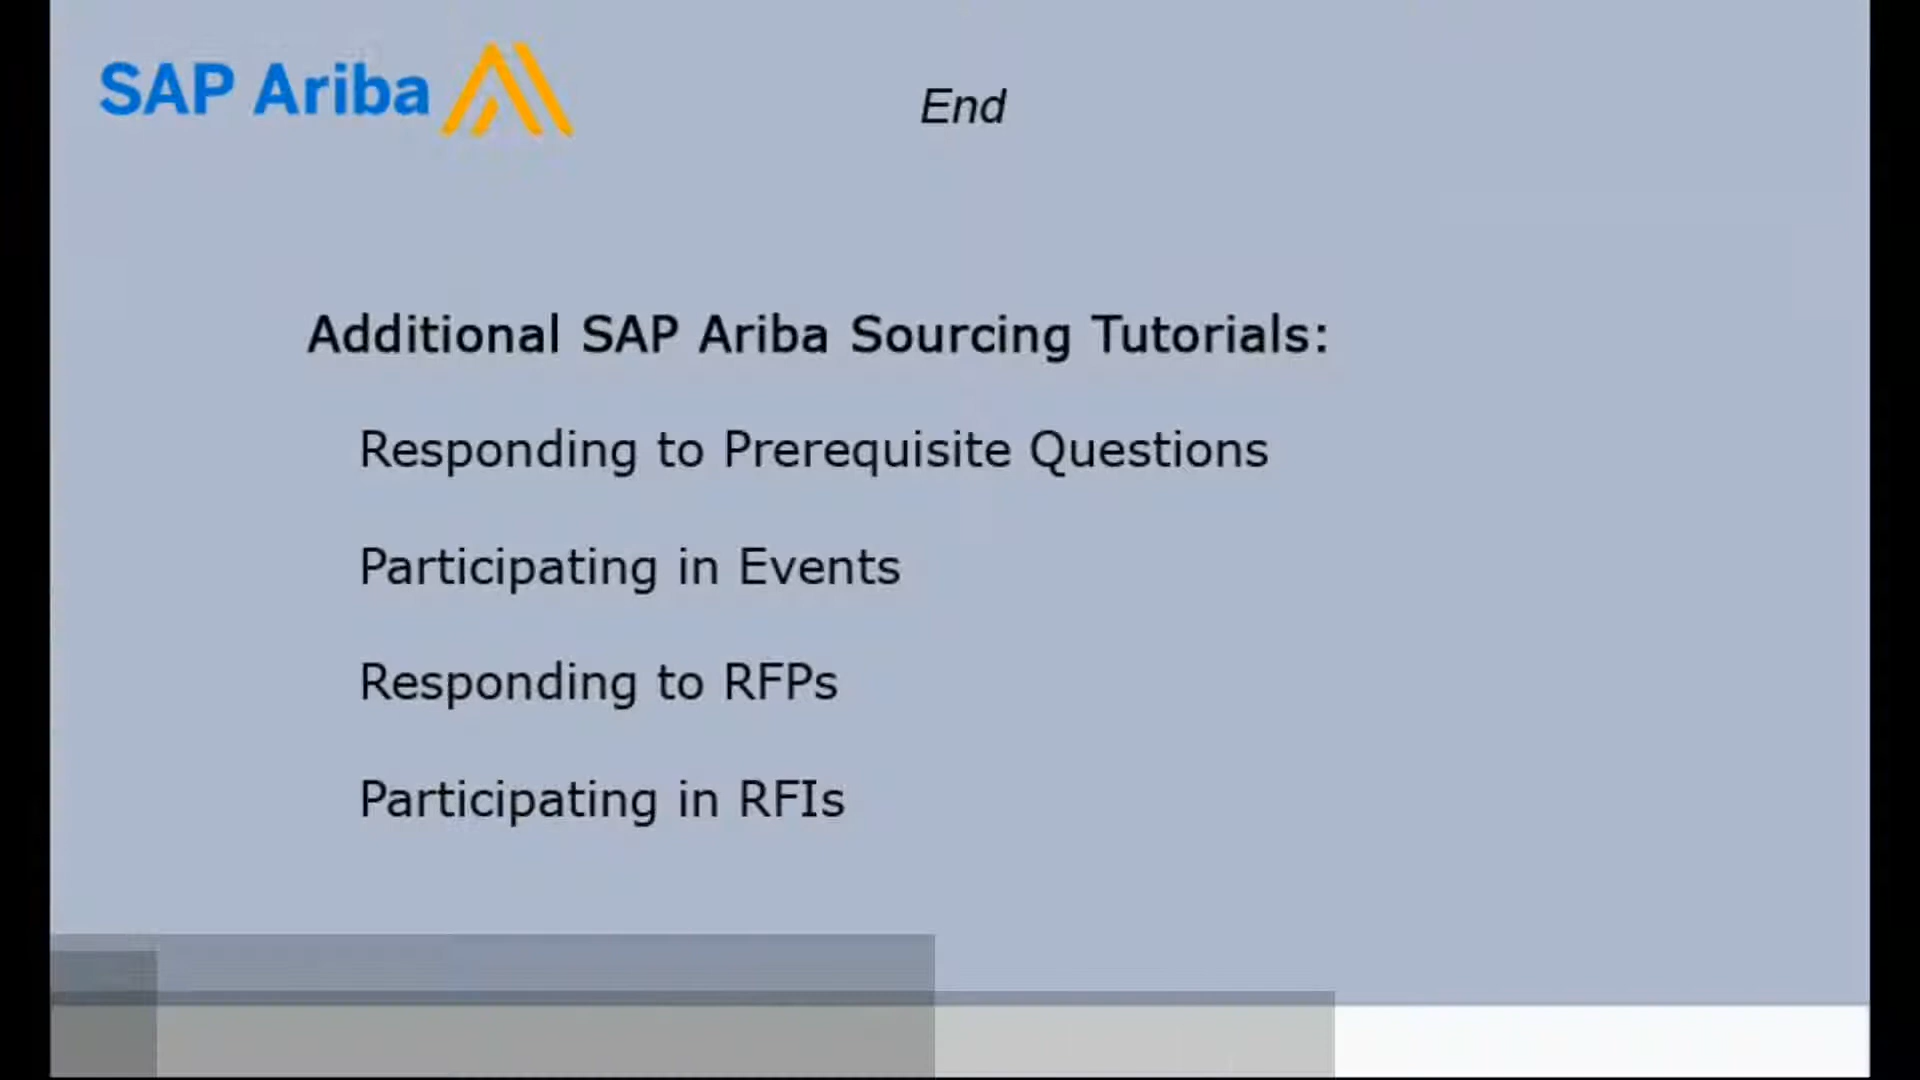 SAP Ariba
End
Additional SAP Ariba Sourcing Tutorials:
Responding to Prerequisite Questions
Participating in Events
Responding to RFPs
Participating in RFIs